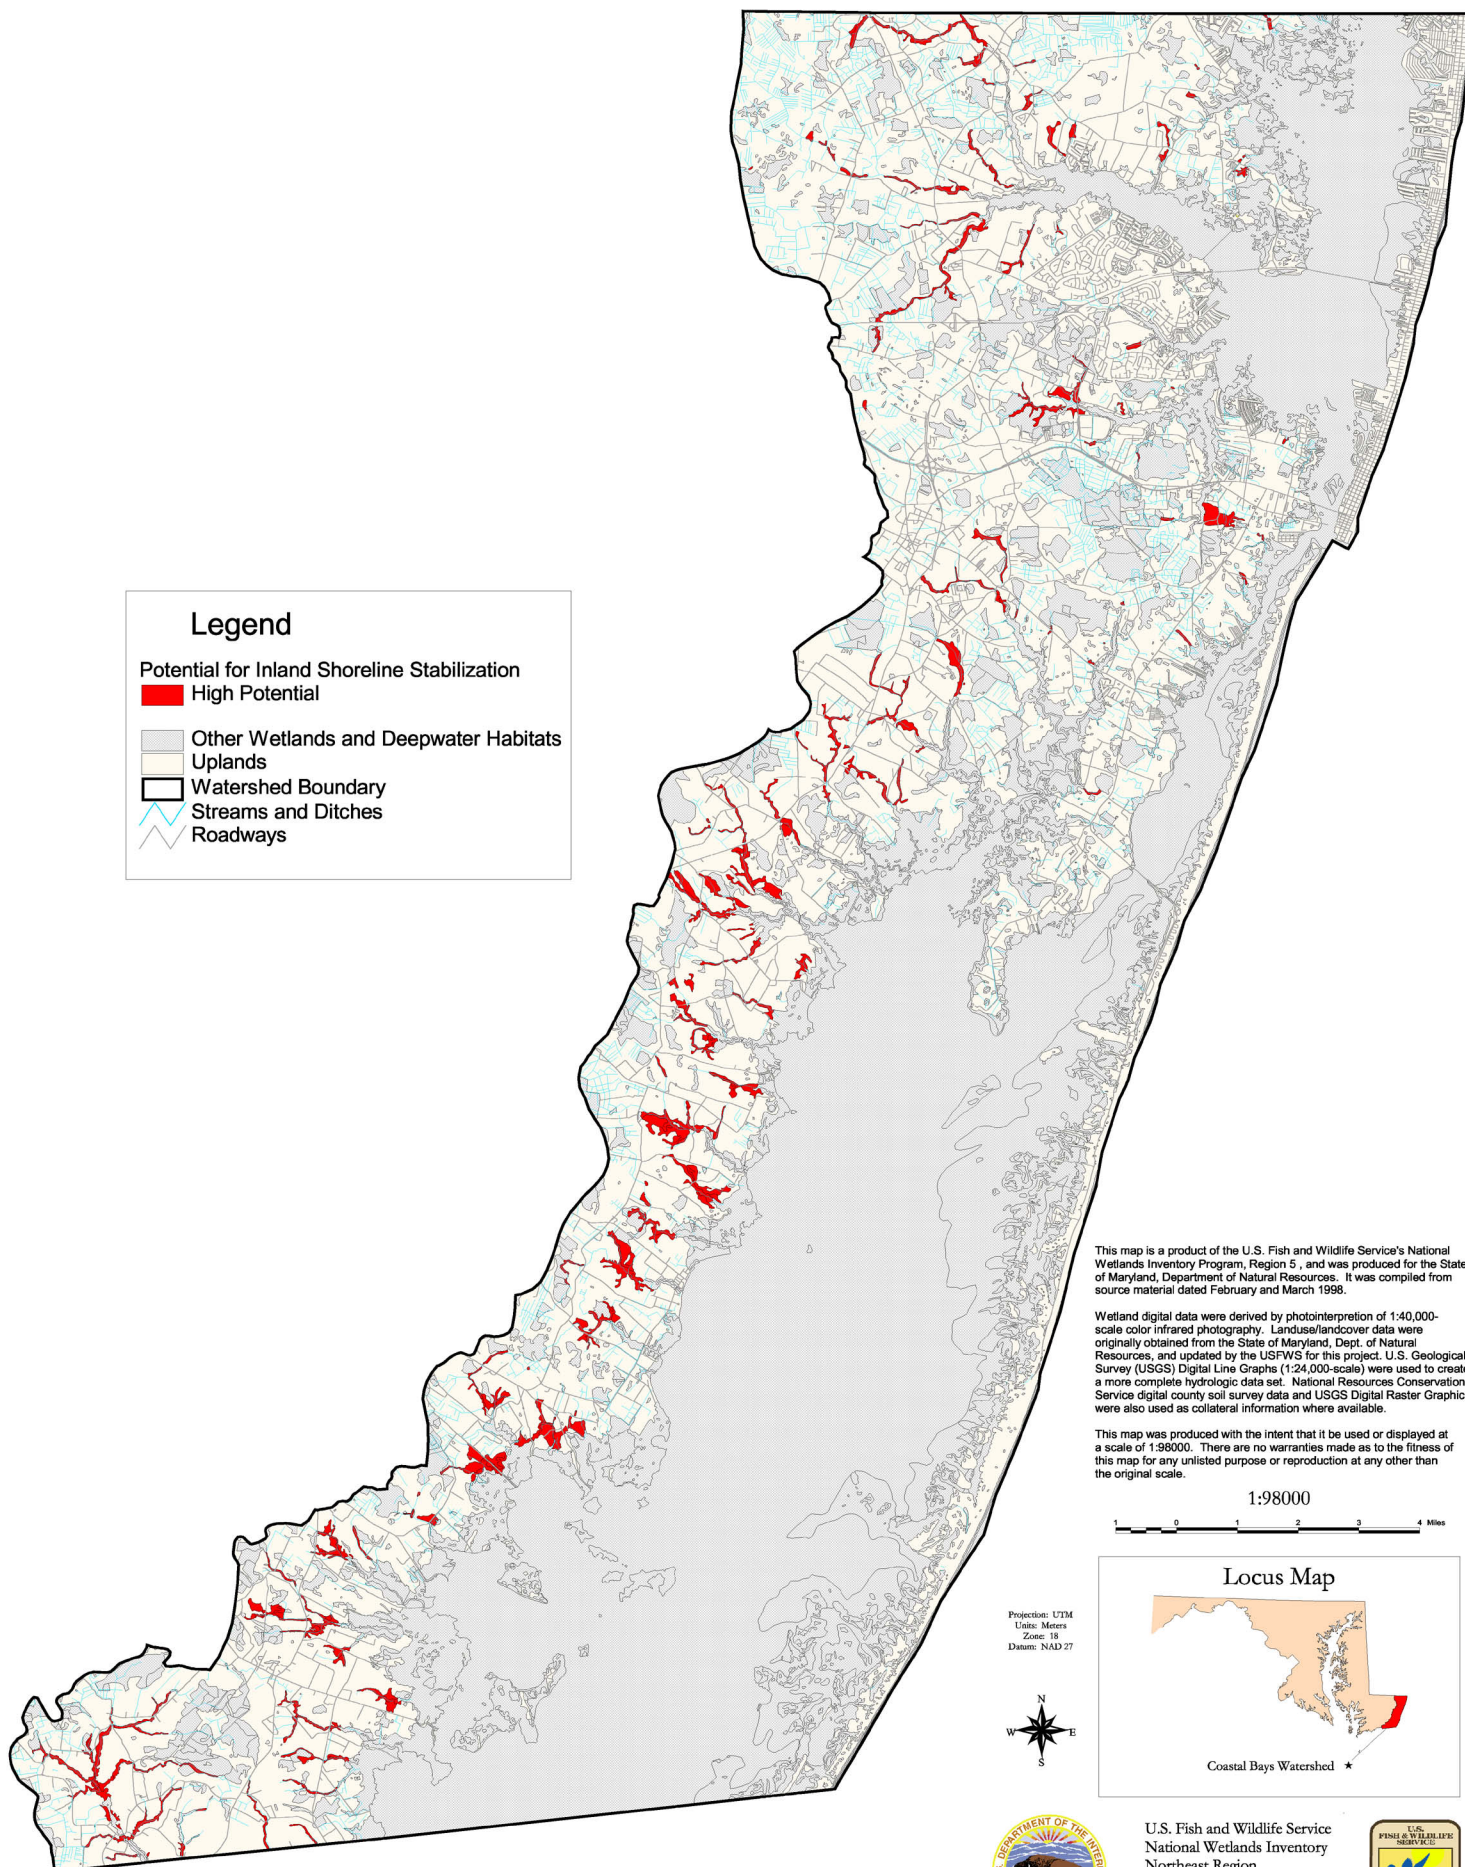 Legend
Potential for Inland Shoreline Stabilization
High Potential
Other Wetlands and Deepwater Habitats
Uplands
Watershed Boundary
Streams and Ditches
Roadways
This map is a product of the U.S. Fish and Wildlife Service's National
Wetlands Inventory Program, Region 5 , and was produced for the State
of Maryland, Department of Natural Resources. It was compiled from
source material dated February and March 1998.
Wetland digital data were derived by photointerpretion of 1:40,000-
scale color infrared photography. Landuse/landcover data were
originally obtained from the State of Maryland, Dept. of Natural
Resources, and updated by the USFWS for this project. U.S. Geological
Survey (USGS) Digital Line Graphs (1:24,000-scale) were used to create
a more complete hydrologic data set. National Resources Conservation
Service digital county soil survey data and USGS Digital Raster Graphic
were also used as collateral information where available.
This map was produced with the intent that it be used or displayed at
a scale of 1:98000. There are no warranties made as to the fitness of
this map for any unlisted purpose or reproduction at any other than
the original scale.
1:98000
1 0 1 2 3 4 Miles
Locus Map
Coastal Bays Watershed
Projection: UTM
Units: Meters
Zone: 18
Datum: NAD 27
N
W E
S
DEPARTMENT OF THE INTERI
U.S. Fish and Wildlife Service
National Wetlands Inventory
Northeast Region
U.S.
FISH & WILDLIFE
SERVICE